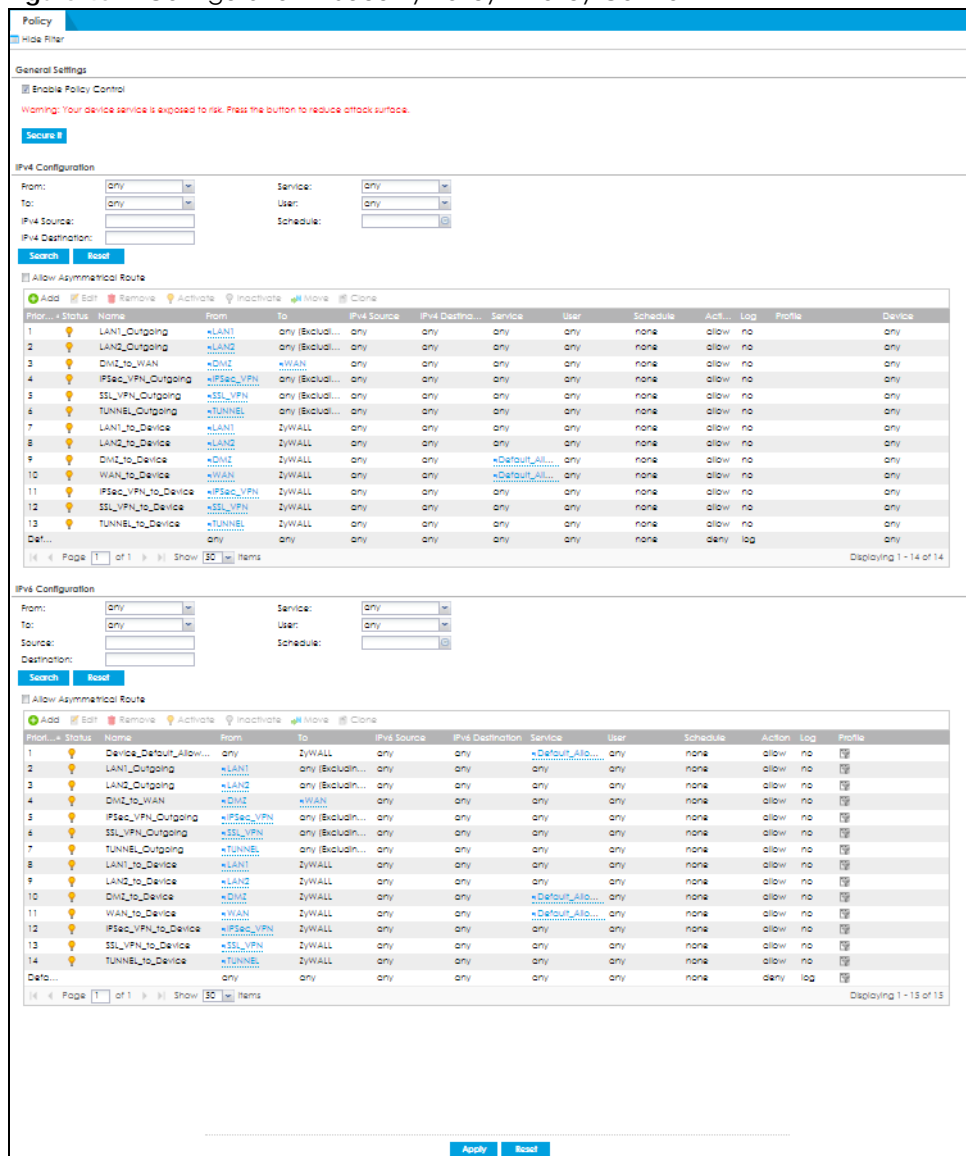 Policy
Hide Filter
General Settings
Enable Policy Control
Warning: Your device service is exposed to risk. Press the button to reduce attack surface.
Secure It
IPv4 Configuration
From: any Service: any
To: any User: any
IPv4 Source: Schedule:
IPv4 Destination:
Search Reset
Allow Asymmetrical Route
Add Edit Remove Activate Inactivate Move Clone
Prior... Status Name From To IPv4 Source IPv4 Destina... Service User Schedule Acti... Log Profile Device
1 LAN1_Outgoing LAN1 any (Excludi... any any any any none allow no any
2 LAN2_Outgoing LAN2 any (Excludi... any any any any none allow no any
3 DMZ_to_WAN DMZ WAN any any any any none allow no any
4 IPSec_VPN_Outgoing IPSec_VPN any (Excludi... any any any any none allow no any
5 SSL_VPN_Outgoing SSL_VPN any (Excludi... any any any any none allow no any
6 TUNNEL_Outgoing TUNNEL any (Excludi... any any any any none allow no any
7 LAN1_to_Device LAN1 ZyWALL any any any any none allow no any
8 LAN2_to_Device LAN2 ZyWALL any any any any none allow no any
9 DMZ_to_Device DMZ ZyWALL any any Default_All... any none allow no any
10 WAN_to_Device WAN ZyWALL any any Default_All... any none allow no any
11 IPSec_VPN_to_Device IPSec_VPN ZyWALL any any any any none allow no any
12 SSL_VPN_to_Device SSL_VPN ZyWALL any any any any none allow no any
13 TUNNEL_to_Device TUNNEL ZyWALL any any any any none allow no any
Def... any any any any any any none deny log any
Page 1 of 1 Show 50 items Displaying 1 - 14 of 14
IPv6 Configuration
From: any Service: any
To: any User: any
Source: Schedule:
Destination:
Search Reset
Allow Asymmetrical Route
Add Edit Remove Activate Inactivate Move Clone
Priori... Status Name From To IPv6 Source IPv6 Destination Service User Schedule Action Log Profile
1 Device_Default_Allow... any ZyWALL any any Default_Allo... any none allow no
2 LAN1_Outgoing LAN1 any (Excludin... any any any any none allow no
3 LAN2_Outgoing LAN2 any (Excludin... any any any any none allow no
4 DMZ_to_WAN DMZ WAN any any any any none allow no
5 IPSec_VPN_Outgoing IPSec_VPN any (Excludin... any any any any none allow no
6 SSL_VPN_Outgoing SSL_VPN any (Excludin... any any any any none allow no
7 TUNNEL_Outgoing TUNNEL any (Excludin... any any any any none allow no
8 LAN1_to_Device LAN1 ZyWALL any any any any none allow no
9 LAN2_to_Device LAN2 ZyWALL any any any any none allow no
10 DMZ_to_Device DMZ ZyWALL any any Default_Allo... any none allow no
11 WAN_to_Device WAN ZyWALL any any Default_Allo... any none allow no
12 IPSec_VPN_to_Device IPSec_VPN ZyWALL any any any any none allow no
13 SSL_VPN_to_Device SSL_VPN ZyWALL any any any any none allow no
14 TUNNEL_to_Device TUNNEL ZyWALL any any any any none allow no
Defa... any any any any any any none deny log
Page 1 of 1 Show 50 items Displaying 1 - 15 of 15
Apply Reset